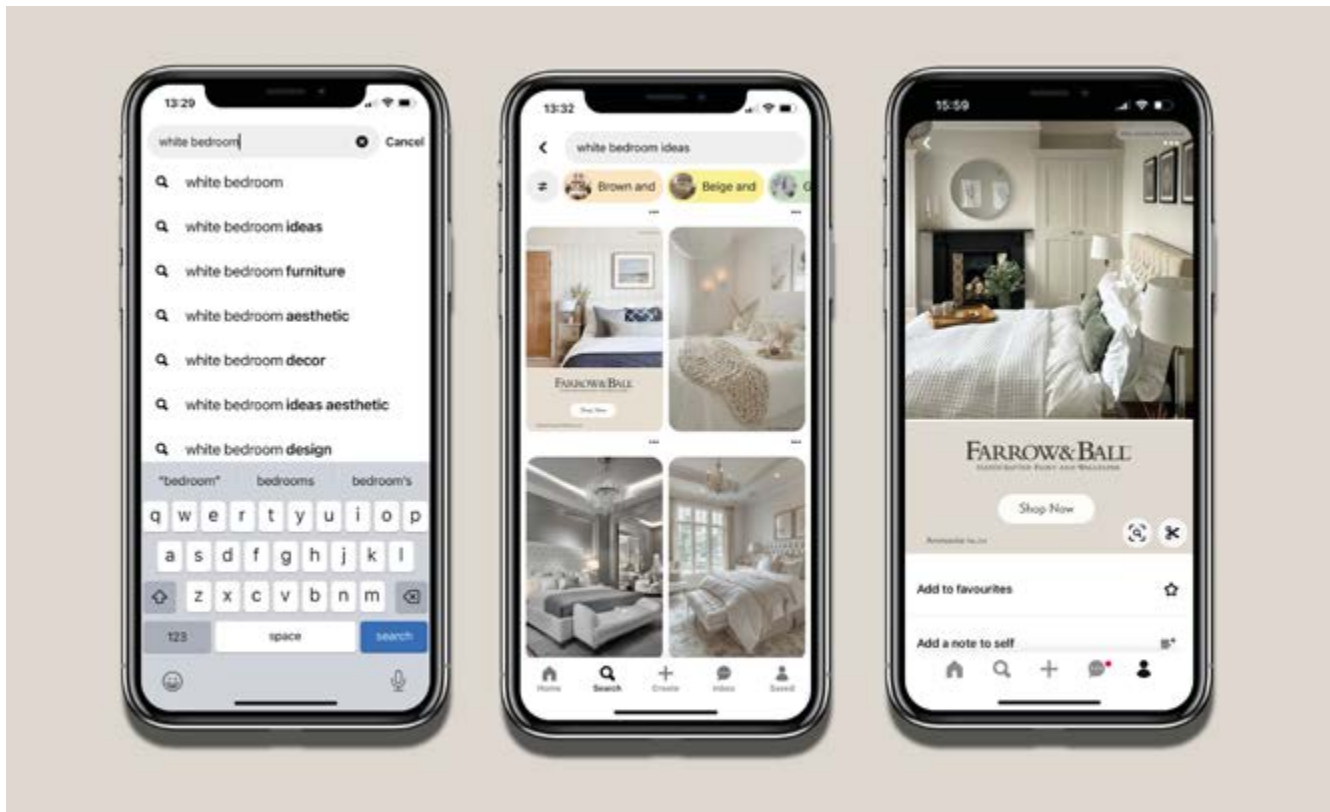 13:29
white bedroom
Cancel
white bedroom
white bedroom ideas
white bedroom furniture
white bedroom aesthetic
white bedroom decor
white bedroom ideas aesthetic
white bedroom design
"bedroom"
bedrooms
bedroom's
q w e r t y u i o p
a s d f g h j k l
z x c v b n m
123
space
search
13:32
white bedroom ideas
Brown and
Beige and
G
FARROW&BALL
Shop Now
Home
Search
Create
Inbox
Saved
15:59
FARROW&BALL
HANDCRAFTED PAINT AND WALLPAPER
Shop Now
Add to favourites
Add a note to self